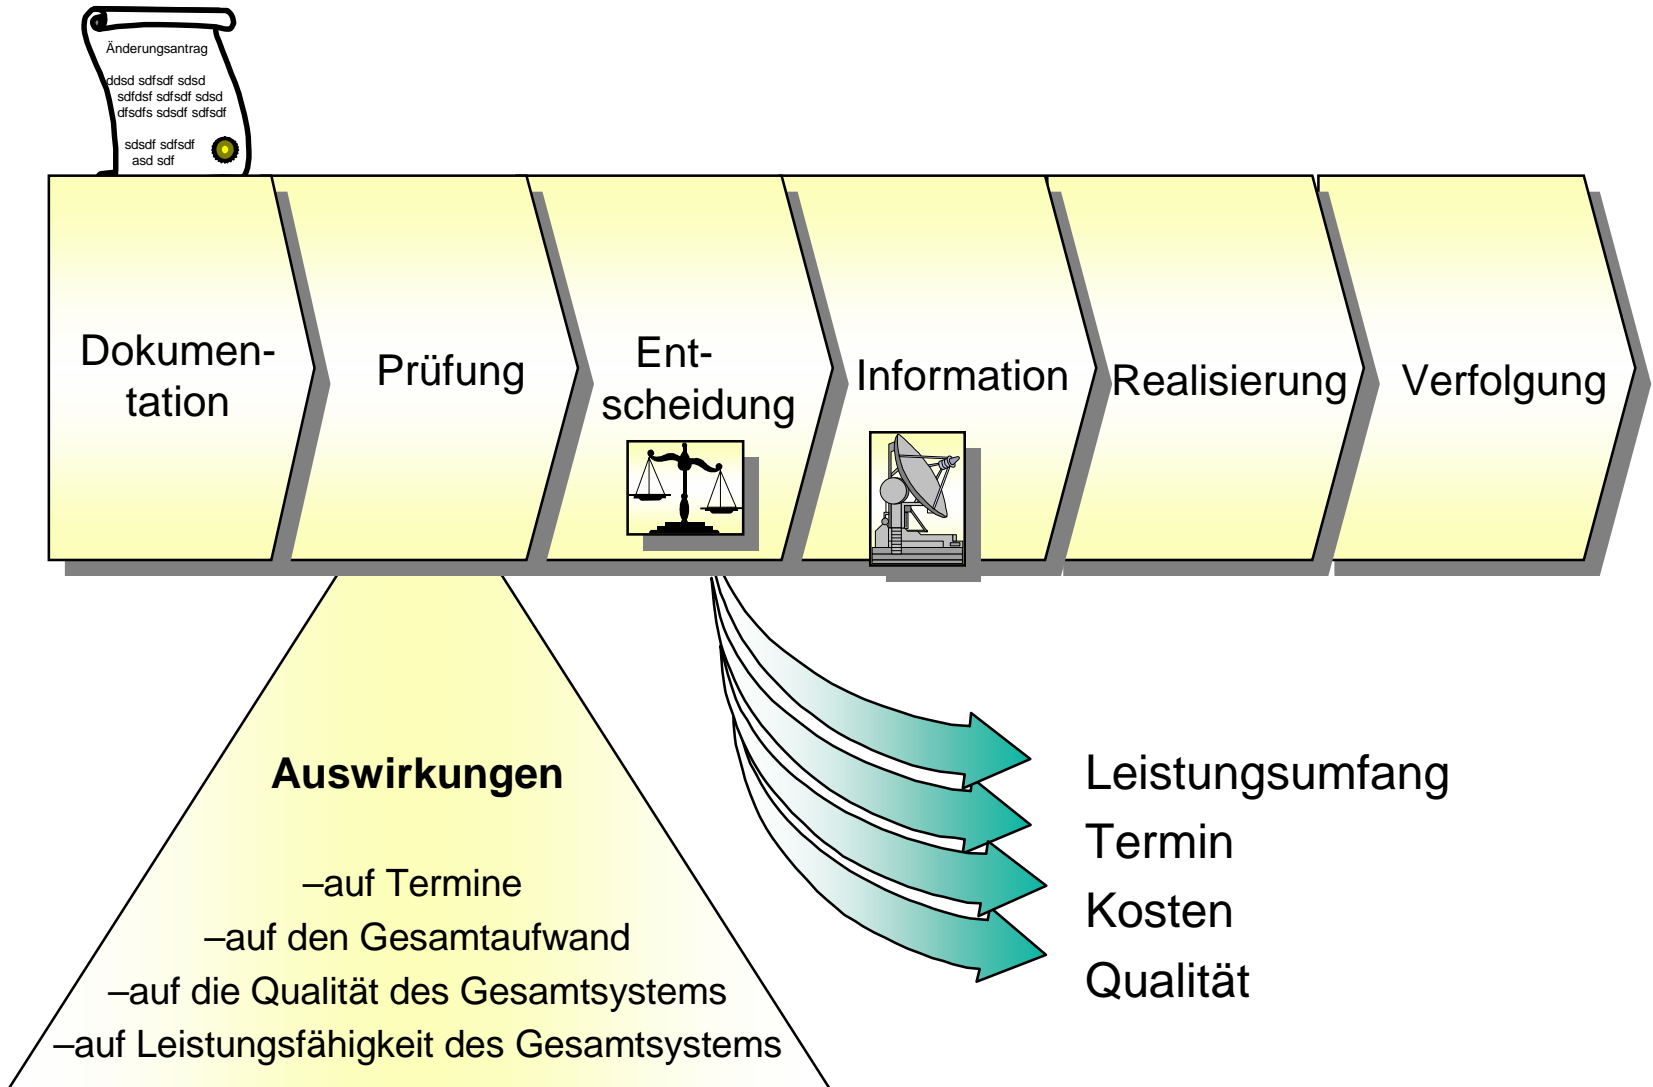 Änderungsantrag
ddsd sdfsdf sdsd
sdfdsf sdfsdf sdsd
dfsdfs sdsdf sdfsdf
sdsdf sdfsdf
asd sdf
Dokumen-
tation
Prüfung
Ent-
scheidung
Information
Realisierung
Verfolgung
Auswirkungen
–auf Termine
–auf den Gesamtaufwand
–auf die Qualität des Gesamtsystems
–auf Leistungsfähigkeit des Gesamtsystems
Leistungsumfang
Termin
Kosten
Qualität